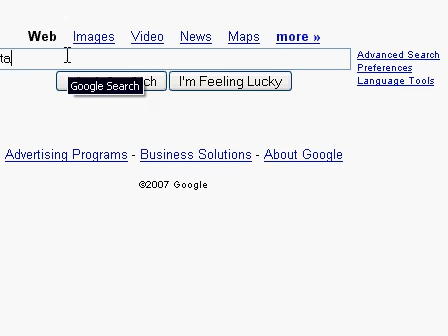 Web Images Video News Maps more »
ta
Advanced Search
Preferences
Language Tools
Google Search
I'm Feeling Lucky
Advertising Programs - Business Solutions - About Google
©2007 Google